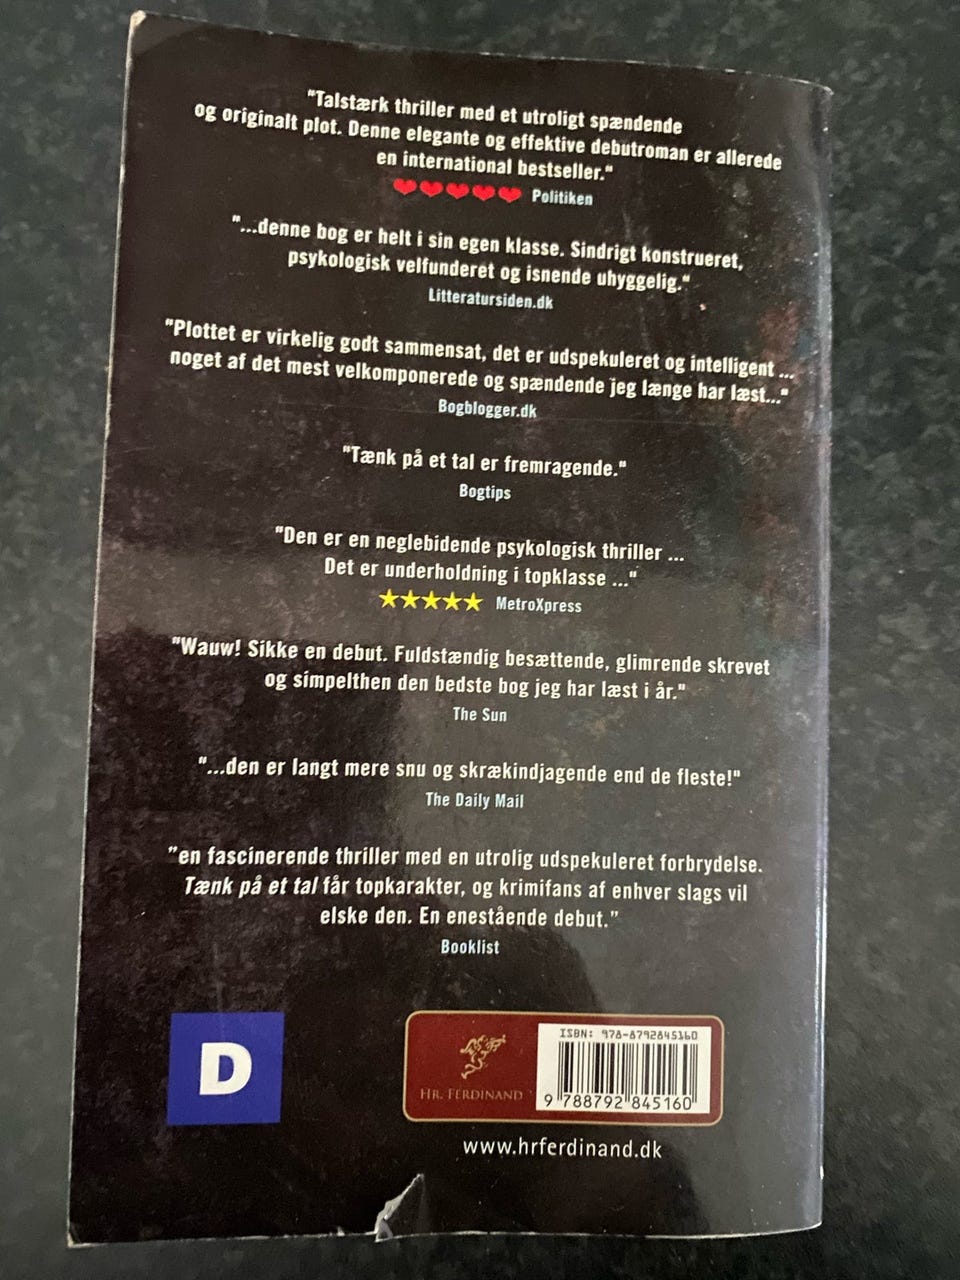 "Talstærk thriller med et utroligt spændende
og originalt plot. Denne elegante og effektive debutroman er allerede
en international bestseller."
Politiken
"...denne bog er helt i sin egen klasse. Sindrigt konstrueret,
psykologisk velfunderet og isnende uhyggelig."
Litteratursiden.dk
"Plottet er virkelig godt sammensat, det er udspekuleret og intelligent ...
noget af det mest velkomponerede og spændende jeg længe har læst..."
Bogblogger.dk
"Tænk på et tal er fremragende."
Bogtips
"Den er en neglebidende psykologisk thriller ...
Det er underholdning i topklasse ..."
MetroXpress
"Wauw! Sikke en debut. Fuldstændig besættende, glimrende skrevet
og simpelthen den bedste bog jeg har læst i år."
The Sun
"...den er langt mere snu og skrækindjagende end de fleste!"
The Daily Mail
"en fascinerende thriller med en utrolig udspekuleret forbrydelse.
Tænk på et tal får topkarakter, og krimifans af enhver slags vil
elske den. En enestående debut."
Booklist
D
HR. FERDINAND
ISBN: 978-8792845160
9 788792 845160
www.hrferdinand.dk